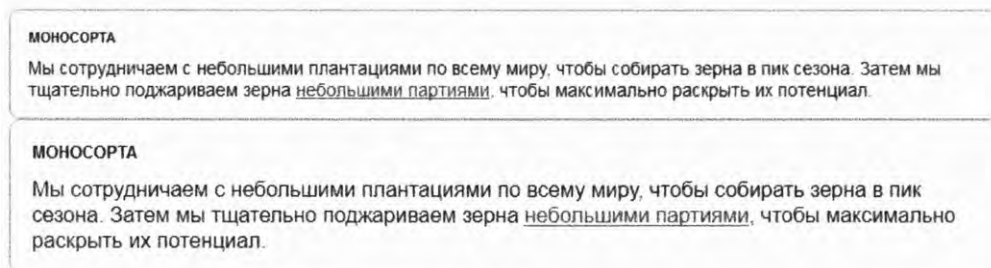 МОНОСОРТА
Мы сотрудничаем с небольшими плантациями по всему миру, чтобы собирать зерна в пик сезона. Затем мы
тщательно поджариваем зерна небольшими партиями, чтобы максимально раскрыть их потенциал.
МОНОСОРТА
Мы сотрудничаем с небольшими плантациями по всему миру, чтобы собирать зерна в пик
сезона. Затем мы тщательно поджариваем зерна небольшими партиями, чтобы максимально
раскрыть их потенциал.